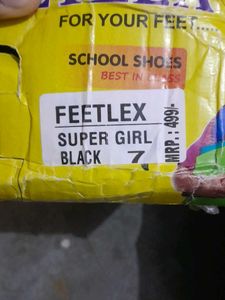 FOR YOUR FEET.....
SCHOOL SHOES
BEST IN CLASS
FEETLEX
SUPER GIRL
BLACK 7
MRP.: 499/-